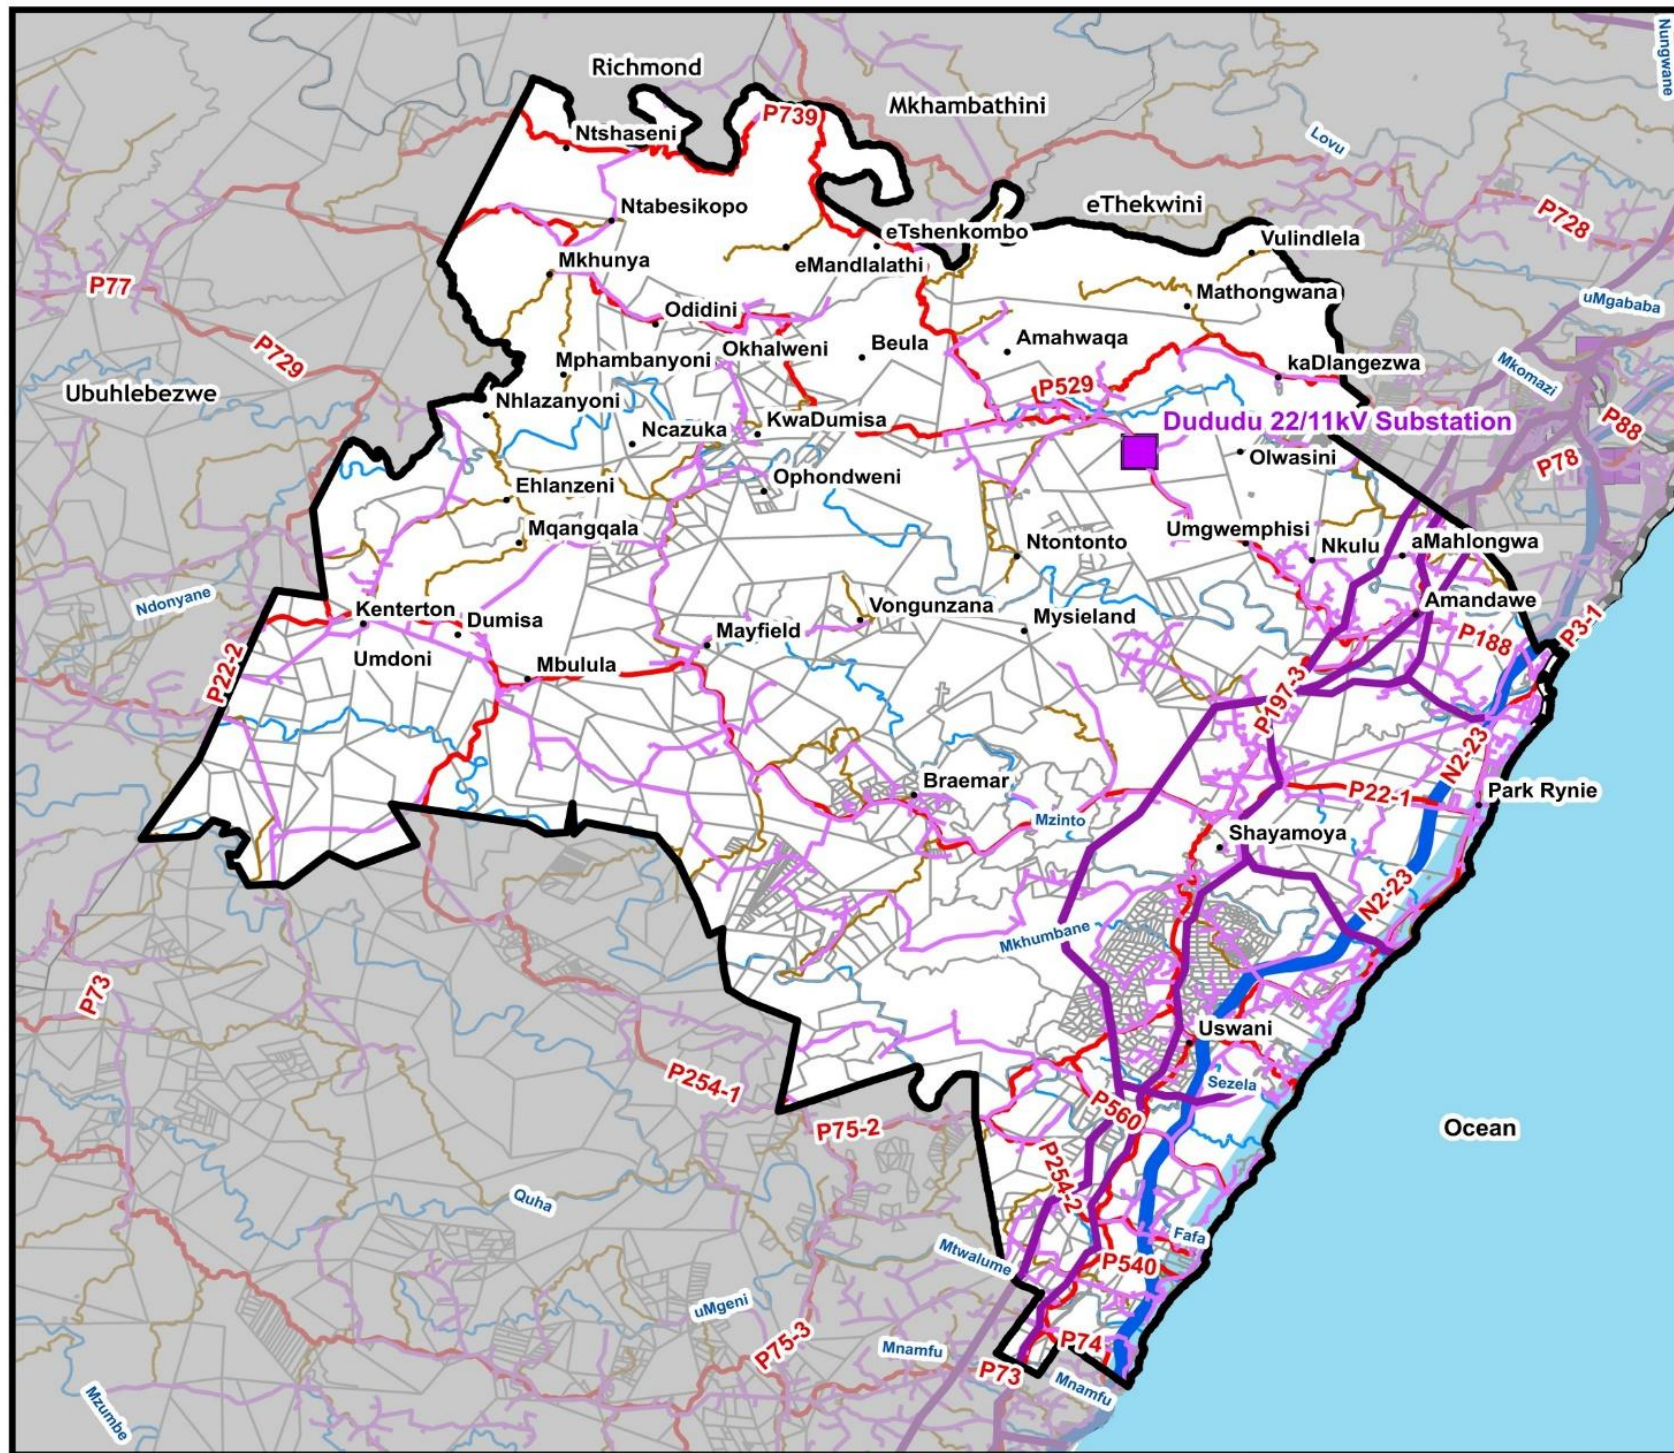 Nungwane
Richmond
Mkhambathini
P739
Ntshaseni
Lovu
eThekwini
Ntabesikopo
P728
eTshenkombo
Vulindlela
Mkhunya
eMandlalathi
P77
Mathongwana
uMgababa
Odidini
Amahwaqa
Beula
P729
Okhalweni
Mphambanyoni
kaDlangezwa
Mkomazi
Ubuhlebezwe
P529
Nhlazanyoni
Dududu 22/11kV Substation
KwaDumisa
P88
Ncazuka
Olwasini
P78
Ophondweni
Ehlanzeni
Mqangqala
Umgwemphisi
Ntontonto
Nkulu
aMahlongwa
Ndonyane
Kenterton
Vongunzana
Amandawe
Dumisa
Mysieland
Mayfield
P188
P3-1
Umdoni
Mbulula
P22-2
P197-3
N2-23
Braemar
P22-1
Park Rynie
Mzinto
Shayamoya
N2-23
Mkhumbane
P73
Uswani
P254-1
Sezela
P560
P75-2
Ocean
P254-2
Quha
Fafa
Mtwalume
P540
uMgeni
P75-3
Mnamfu
P74
P73
Mnamfu
Mzumbe